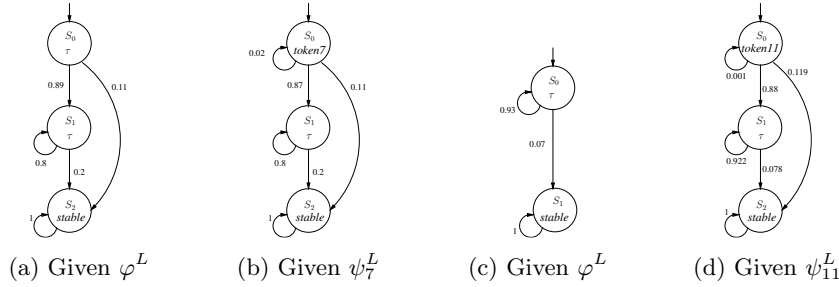 S₀
τ
0.89
0.11
S₁
τ
0.8
0.2
S₂
stable
1
(a) Given φ^L
S₀
token7
0.02
0.87
0.11
S₁
τ
0.8
0.2
S₂
stable
1
(b) Given ψ₇^L
S₀
τ
0.93
0.07
S₁
stable
1
(c) Given φ^L
S₀
token11
0.001
0.119
0.88
S₁
τ
0.922
0.078
S₂
stable
1
(d) Given ψ₁₁^L